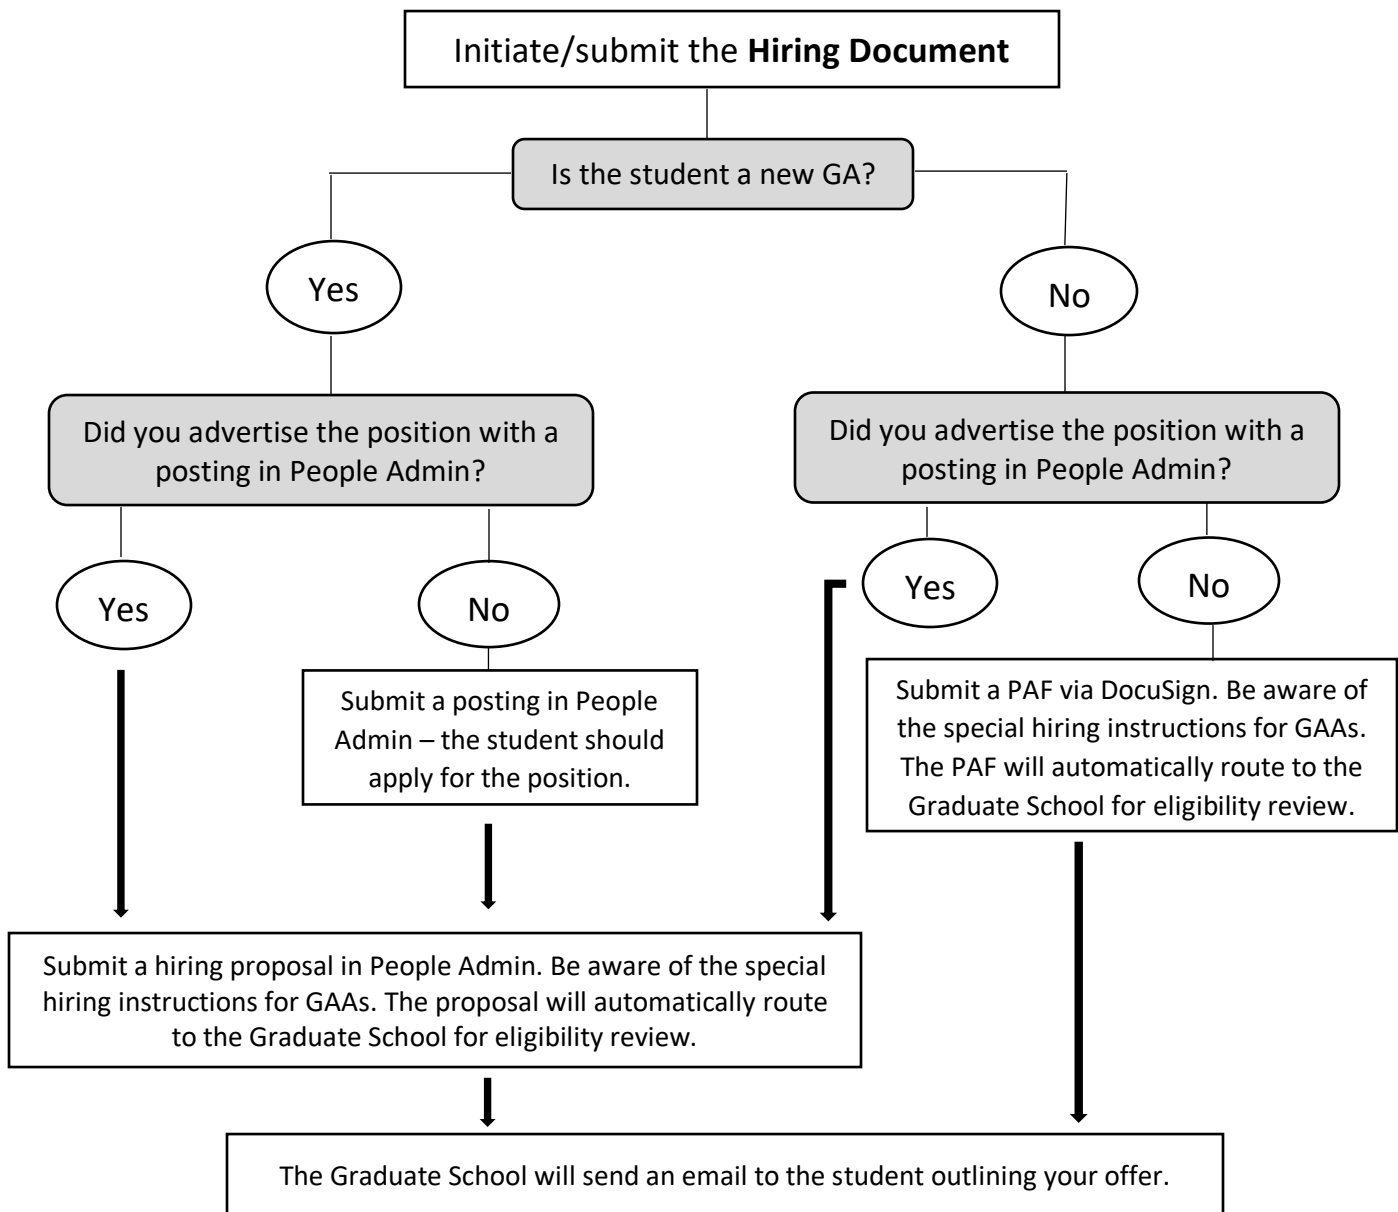 Initiate/submit the Hiring Document
Is the student a new GA?
Yes
No
Did you advertise the position with a
posting in People Admin?
Did you advertise the position with a
posting in People Admin?
Yes
No
Yes
No
Submit a posting in People
Admin – the student should
apply for the position.
Submit a PAF via DocuSign. Be aware of
the special hiring instructions for GAAs.
The PAF will automatically route to the
Graduate School for eligibility review.
Submit a hiring proposal in People Admin. Be aware of the special
hiring instructions for GAAs. The proposal will automatically route
to the Graduate School for eligibility review.
The Graduate School will send an email to the student outlining your offer.